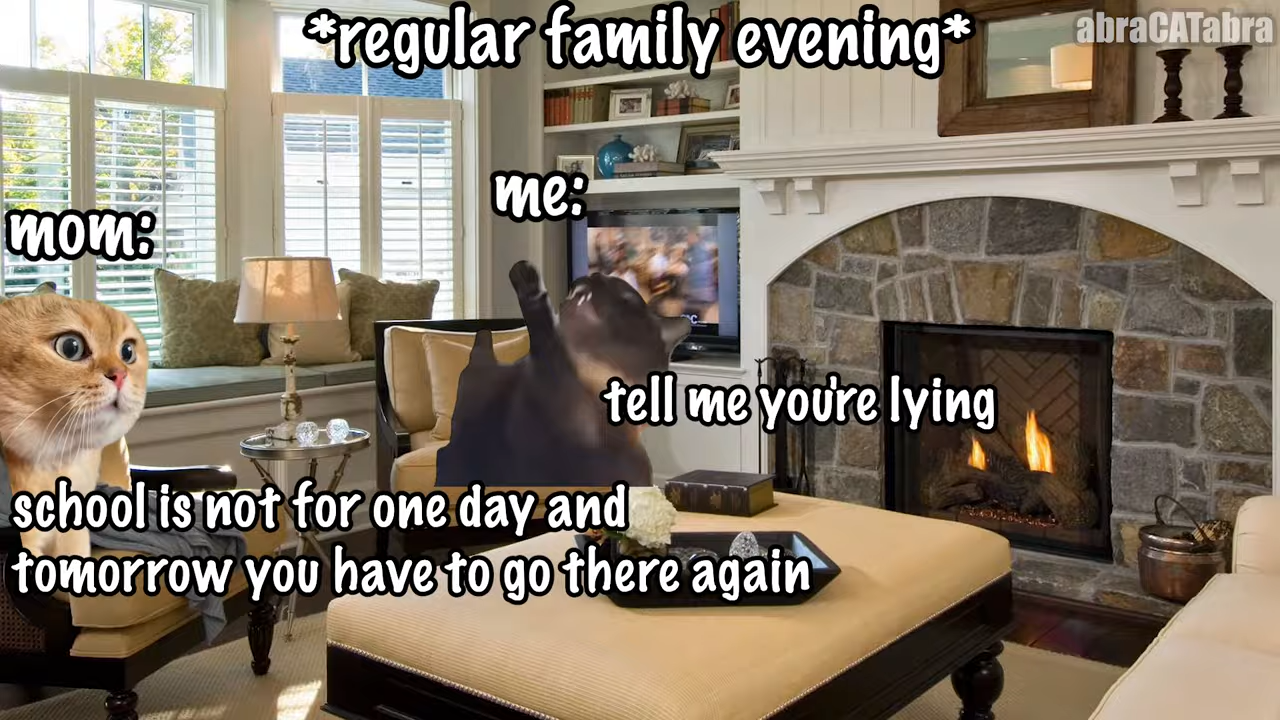 *regular family evening*
abraCATabra
me:
mom:
tell me you're lying
school is not for one day and
tomorrow you have to go there again